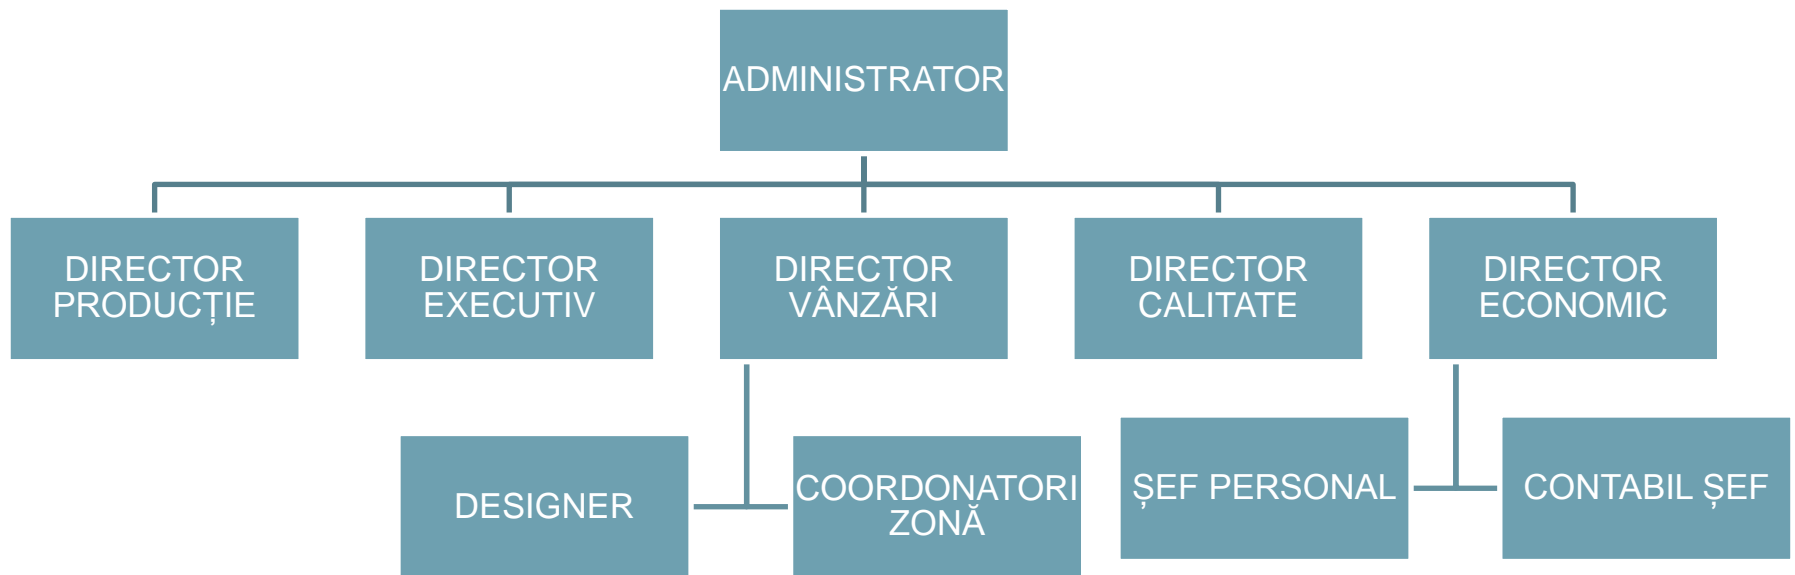 ADMINISTRATOR
DIRECTOR
PRODUCȚIE
DIRECTOR
EXECUTIV
DIRECTOR
VÂNZĂRI
DIRECTOR
CALITATE
DIRECTOR
ECONOMIC
DESIGNER
COORDONATORI
ZONĂ
ȘEF PERSONAL
CONTABIL ȘEF